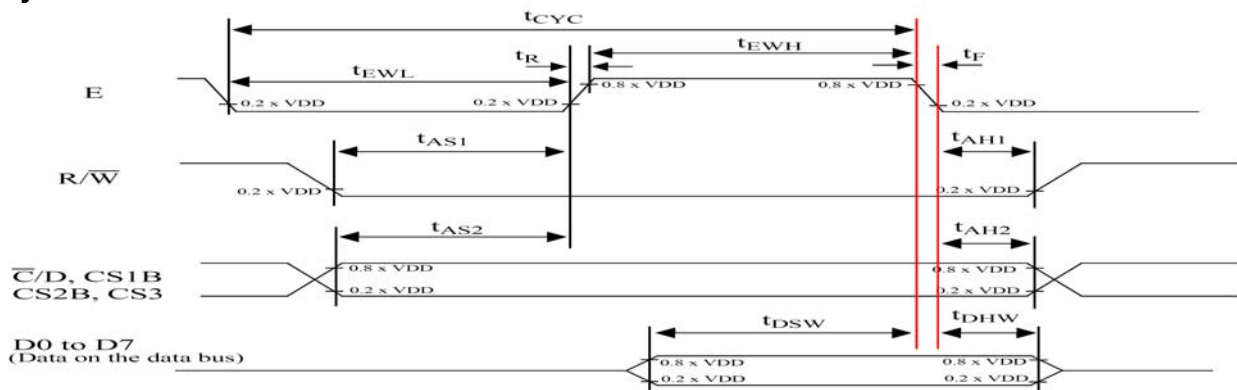 tCYC
tR
tEWH
tF
tEWL
E
0.8 x VDD
0.8 x VDD
0.2 x VDD
0.2 x VDD
0.2 x VDD
tAS1
tAH1
R/W̅
0.2 x VDD
0.2 x VDD
tAS2
tAH2
C̅/D, CS1B
0.8 x VDD
0.8 x VDD
CS2B, CS3
0.2 x VDD
0.2 x VDD
tDSW
tDHW
D0 to D7
(Data on the data bus)
0.8 x VDD
0.8 x VDD
0.2 x VDD
0.2 x VDD